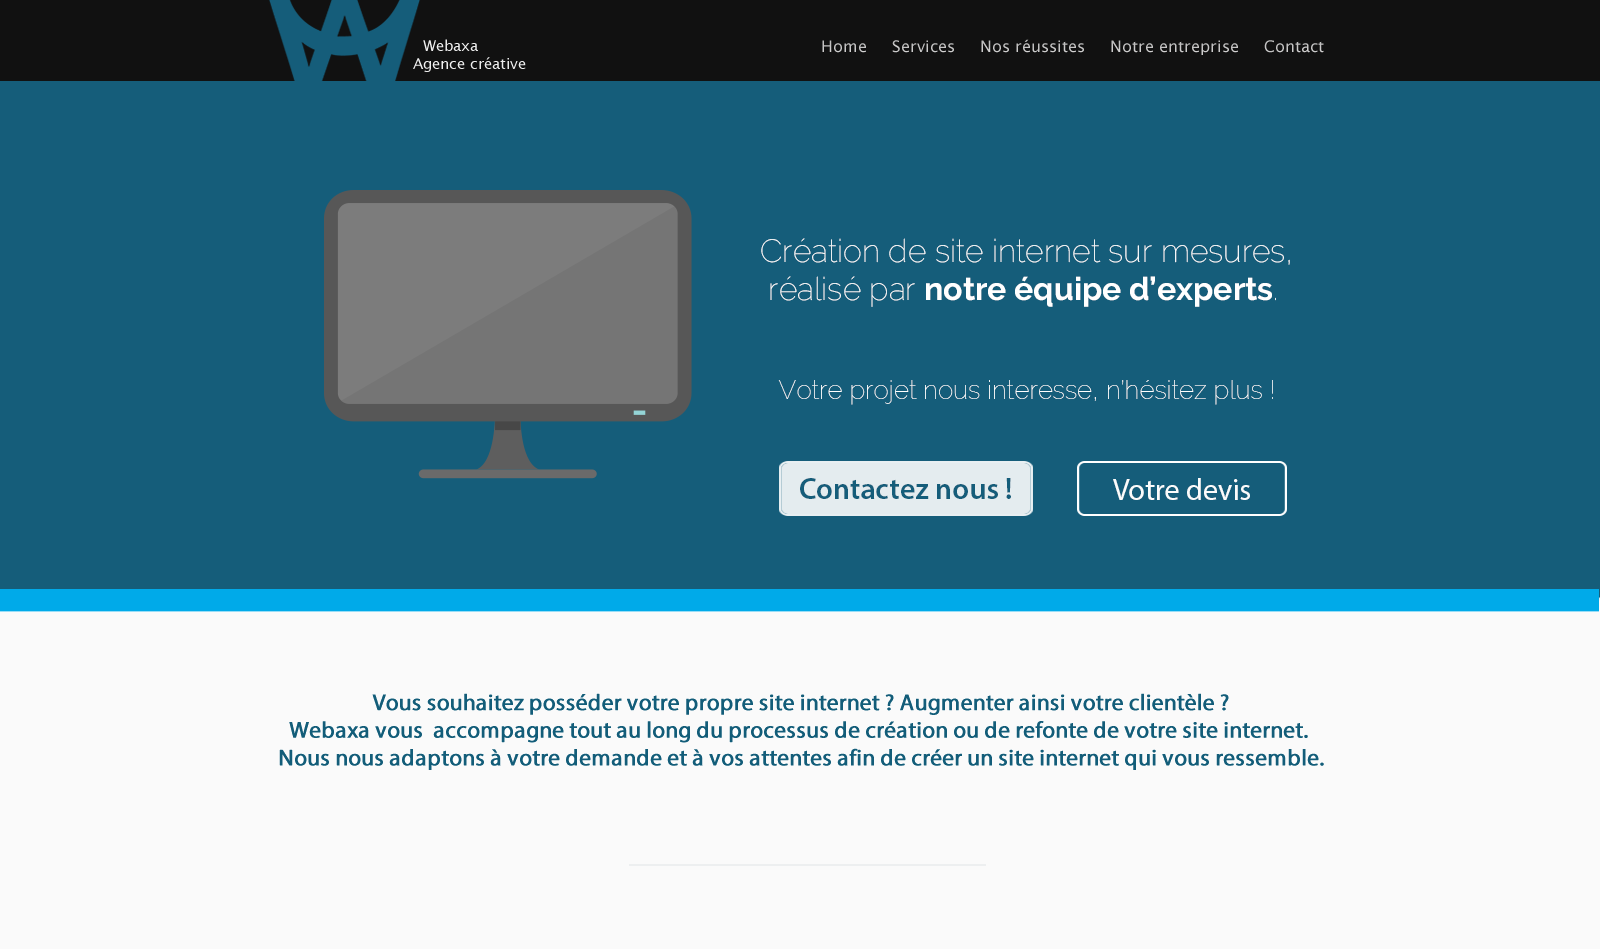 Webaxa
Agence créative
Home Services Nos réussites Notre entreprise Contact
Création de site internet sur mesures,
réalisé par notre équipe d’experts.
Votre projet nous interesse, n'hésitez plus !
Contactez nous ! Votre devis
Vous souhaitez posséder votre propre site internet ? Augmenter ainsi votre clientèle ?
Webaxa vous  accompagne tout au long du processus de création ou de refonte de votre site internet.
Nous nous adaptons à votre demande et à vos attentes afin de créer un site internet qui vous ressemble.